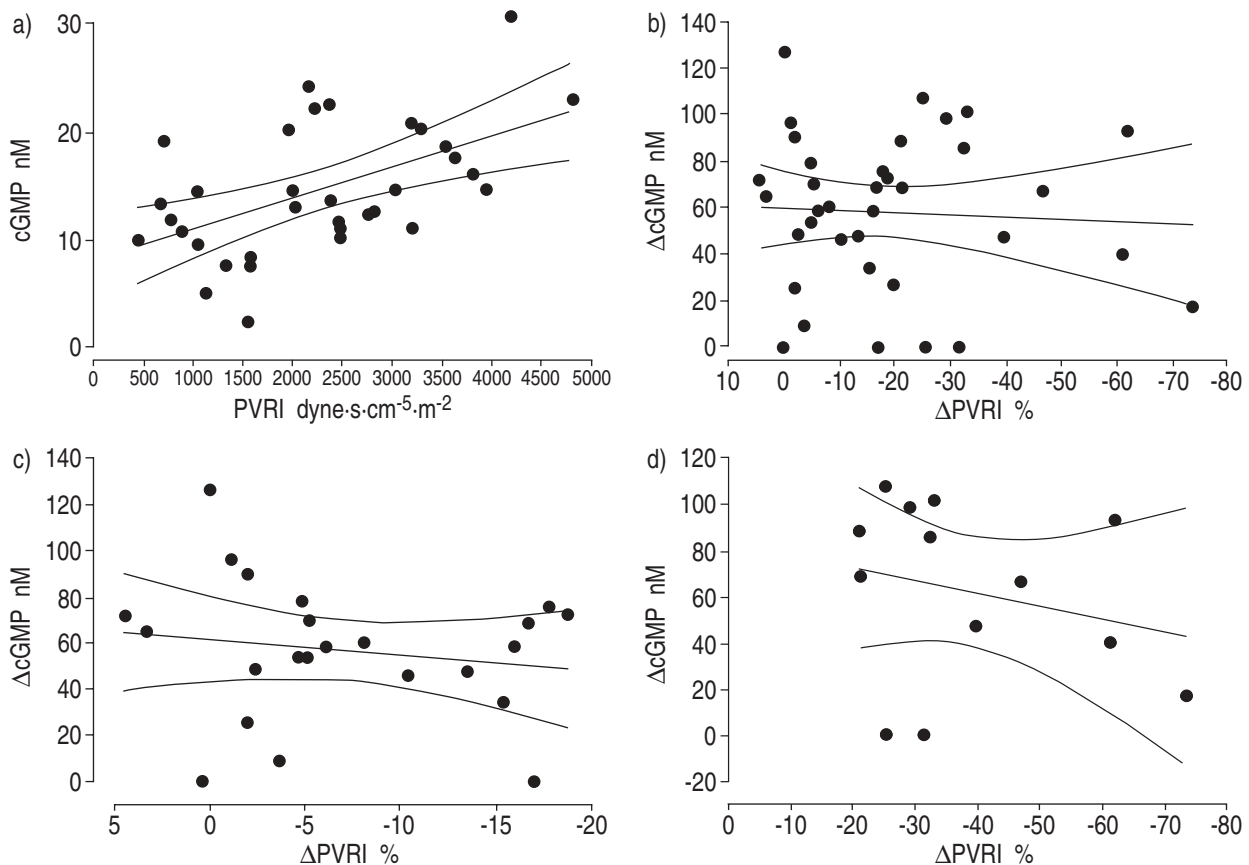 a)
30
20
10
0
cGMP nM
0 500 1000 1500 2000 2500 3000 3500 4000 4500 5000
PVRI dyne·s·cm-5·m-2
b)
140
120
100
80
60
40
20
0
ΔcGMP nM
10 0 -10 -20 -30 -40 -50 -60 -70 -80
ΔPVRI %
c)
140
120
100
80
60
40
20
0
ΔcGMP nM
5 0 -5 -10 -15 -20
ΔPVRI %
d)
120
100
80
60
40
20
0
-20
ΔcGMP nM
0 -10 -20 -30 -40 -50 -60 -70 -80
ΔPVRI %